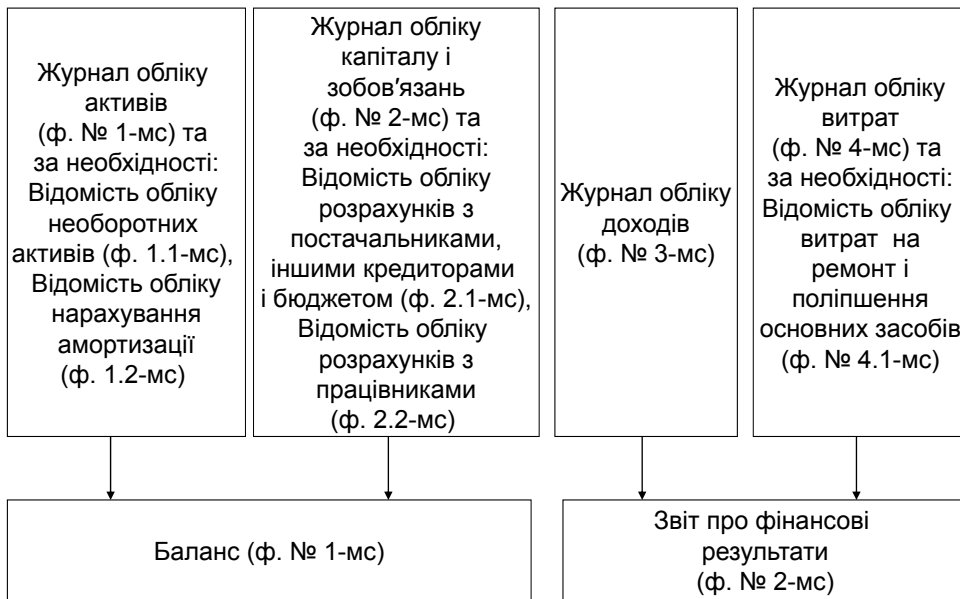 Журнал обліку
активів
(ф. № 1-мс) та
за необхідності:
Відомість обліку
необоротних
активів (ф. 1.1-мс),
Відомість обліку
нарахування
амортизації
(ф. 1.2-мс)
Журнал обліку
капіталу і
зобов'язань
(ф. № 2-мс) та
за необхідності:
Відомість обліку
розрахунків з
постачальниками,
іншими кредиторами
і бюджетом (ф. 2.1-мс),
Відомість обліку
розрахунків з
працівниками
(ф. 2.2-мс)
Журнал обліку
доходів
(ф. № 3-мс)
Журнал обліку
витрат
(ф. № 4-мс) та
за необхідності:
Відомість обліку
витрат на
ремонт і
поліпшення
основних засобів
(ф. № 4.1-мс)
Баланс (ф. № 1-мс)
Звіт про фінансові
результати
(ф. № 2-мс)